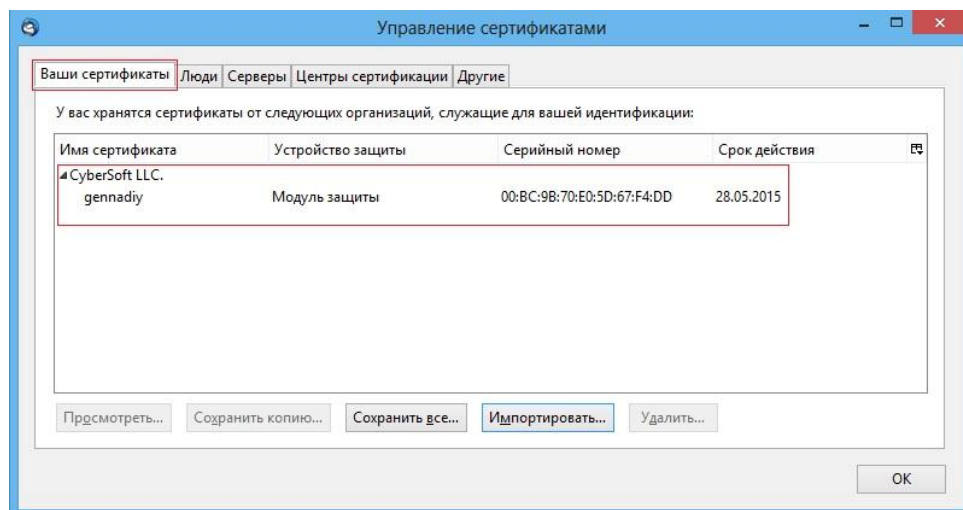 Управление сертификатами
Ваши сертификаты Люди Серверы Центры сертификации Другие
У вас хранятся сертификаты от следующих организаций, служащие для вашей идентификации:
Имя сертификата Устройство защиты Серийный номер Срок действия
CyberSoft LLC.
gennadiy Модуль защиты 00:BC:9B:70:E0:5D:67:F4:DD 28.05.2015
Просмотреть... Сохранить копию... Сохранить все... Импортировать... Удалить...
ОК